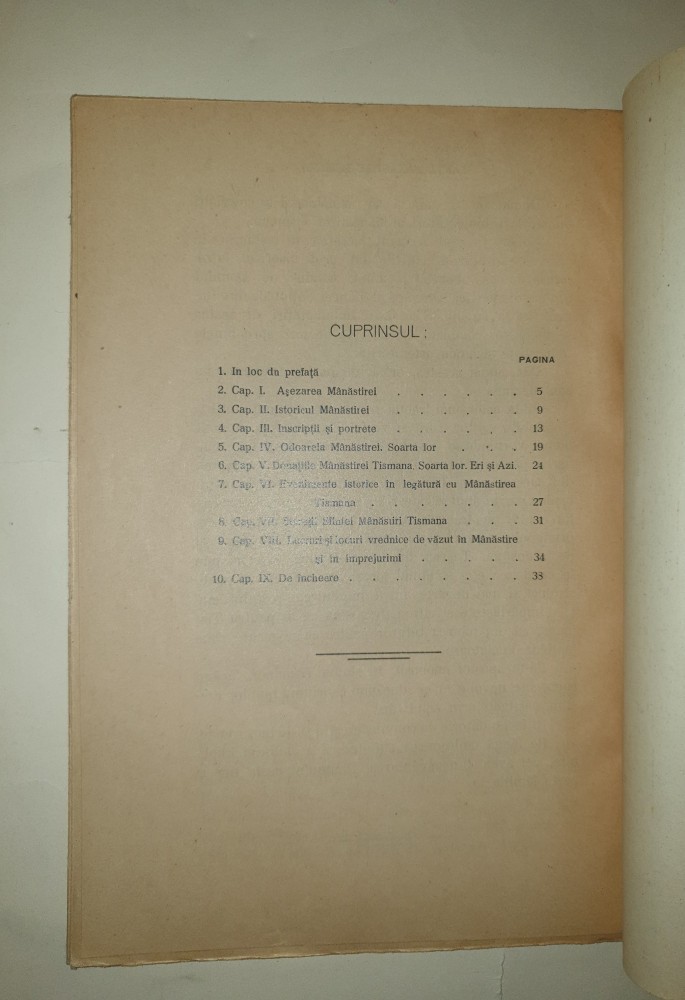 CUPRINSUL:
PAGINA
1. In loc da prefaţă
2. Cap. I. Aşezarea Mânăstirei . . . . . . 5
3. Cap. II. Istoricul Mânăstirei . . . . . . 9
4. Cap. III. Inscripţii şi portrete . . . . . . 13
5. Cap. IV. Odoarela Mânăstirei. Soarta lor . . . 19
6. Cap. V. Donaţiile Mânăstirei Tismana. Soarta lor. Eri şi Azi. 24
7. Cap. VI. Evenimente istorice în legătură cu Mânăstirea
Tismana . . . . . . . 27
8. Cap. VII. Stareţii Sfintei Mânăsuiri Tismana . . . 31
9. Cap. VIII. Lucruri şi locuri vrednice de văzut în Mânăstire
şi în împrejurimi . . . . . 34
10. Cap. IX. De încheere . . . . . . . . 38